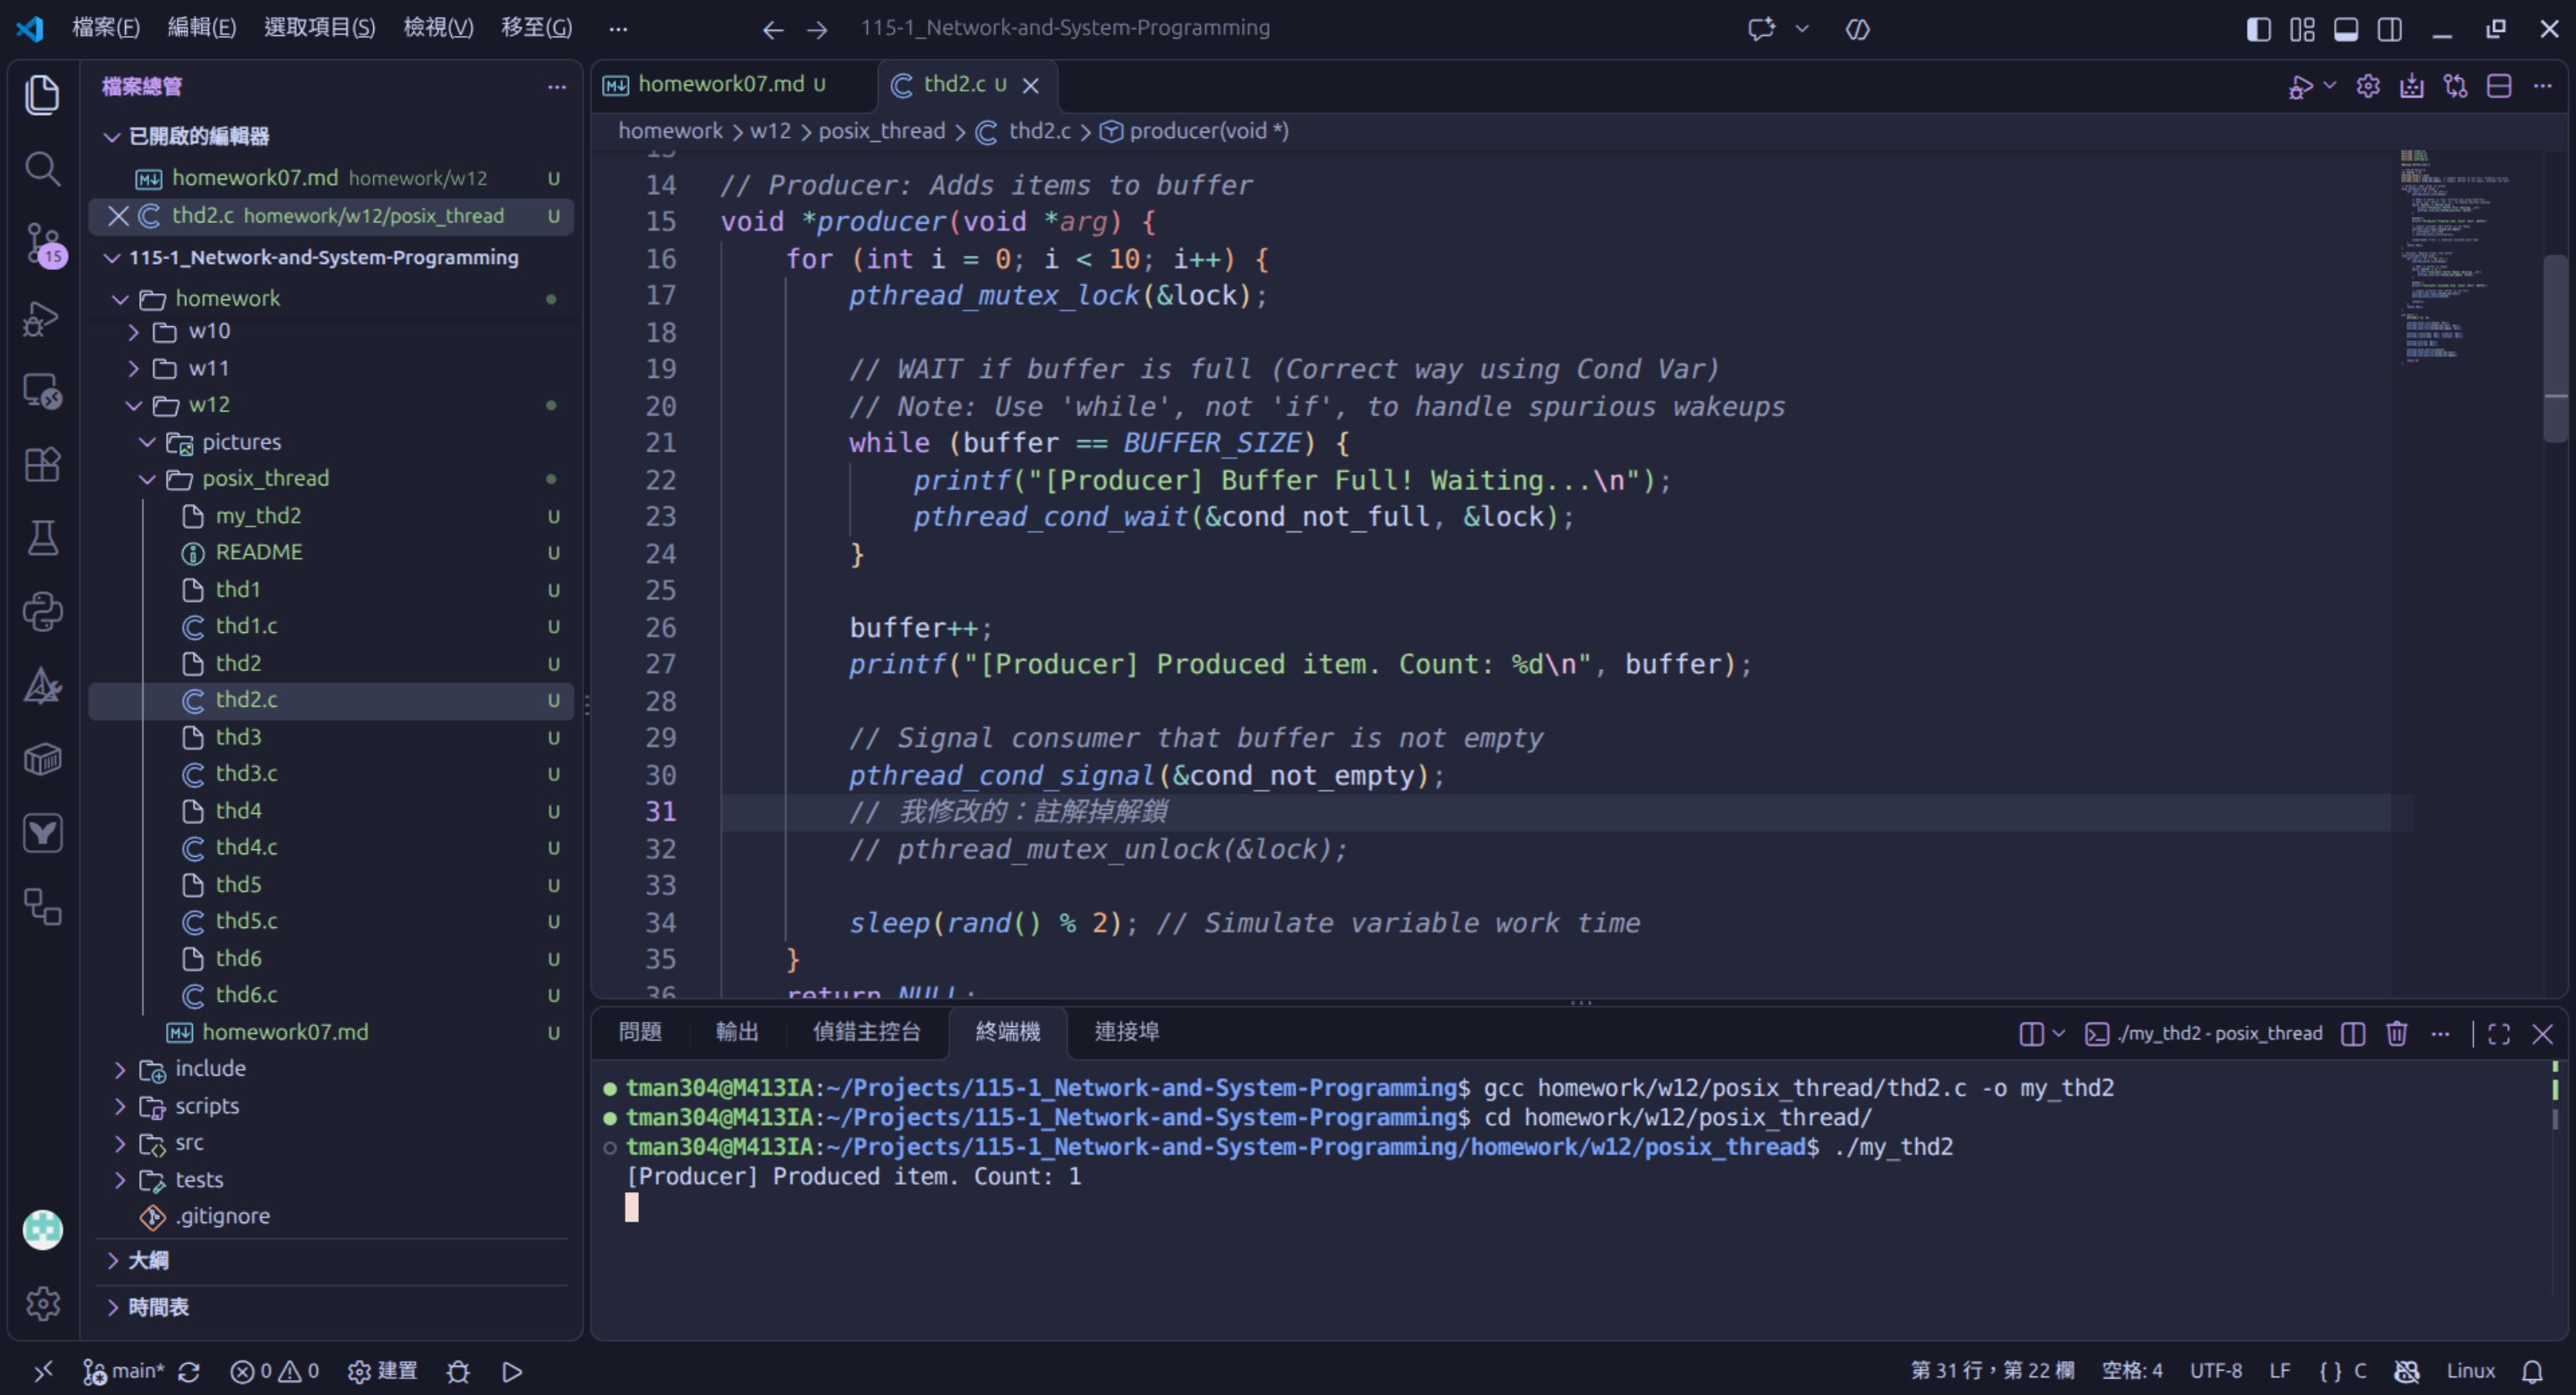 檔案(F) 編輯(E) 選取項目(S) 檢視(V) 移至(G) ··· 115-1_Network-and-System-Programming
檔案總管
已開啟的編輯器
homework07.md homework/w12 U
thd2.c homework/w12/posix_thread U
115-1_Network-and-System-Programming
homework
w10
w11
w12
pictures
posix_thread
my_thd2 U
README U
thd1 U
thd1.c U
thd2 U
thd2.c U
thd3 U
thd3.c U
thd4 U
thd4.c U
thd5 U
thd5.c U
thd6 U
thd6.c U
homework07.md U
include
scripts
src
tests
.gitignore
大綱
時間表
15
homework07.md U thd2.c U
homework > w12 > posix_thread > thd2.c > producer(void *)
14 // Producer: Adds items to buffer
15 void *producer(void *arg) {
16 for (int i = 0; i < 10; i++) {
17 pthread_mutex_lock(&lock);
18
19 // WAIT if buffer is full (Correct way using Cond Var)
20 // Note: Use 'while', not 'if', to handle spurious wakeups
21 while (buffer == BUFFER_SIZE) {
22 printf("[Producer] Buffer Full! Waiting...\n");
23 pthread_cond_wait(&cond_not_full, &lock);
24 }
25
26 buffer++;
27 printf("[Producer] Produced item. Count: %d\n", buffer);
28
29 // Signal consumer that buffer is not empty
30 pthread_cond_signal(&cond_not_empty);
31 // 我修改的：註解掉解鎖
32 // pthread_mutex_unlock(&lock);
33
34 sleep(rand() % 2); // Simulate variable work time
35 }
36 return NULL;
問題 輸出 偵錯主控台 終端機 連接埠 ./my_thd2 - posix_thread
tman304@M413IA:~/Projects/115-1_Network-and-System-Programming$ gcc homework/w12/posix_thread/thd2.c -o my_thd2
tman304@M413IA:~/Projects/115-1_Network-and-System-Programming$ cd homework/w12/posix_thread/
tman304@M413IA:~/Projects/115-1_Network-and-System-Programming/homework/w12/posix_thread$ ./my_thd2
[Producer] Produced item. Count: 1
main* 0 0 建置 第 31 行，第 22 欄 空格: 4 UTF-8 LF { } C Linux